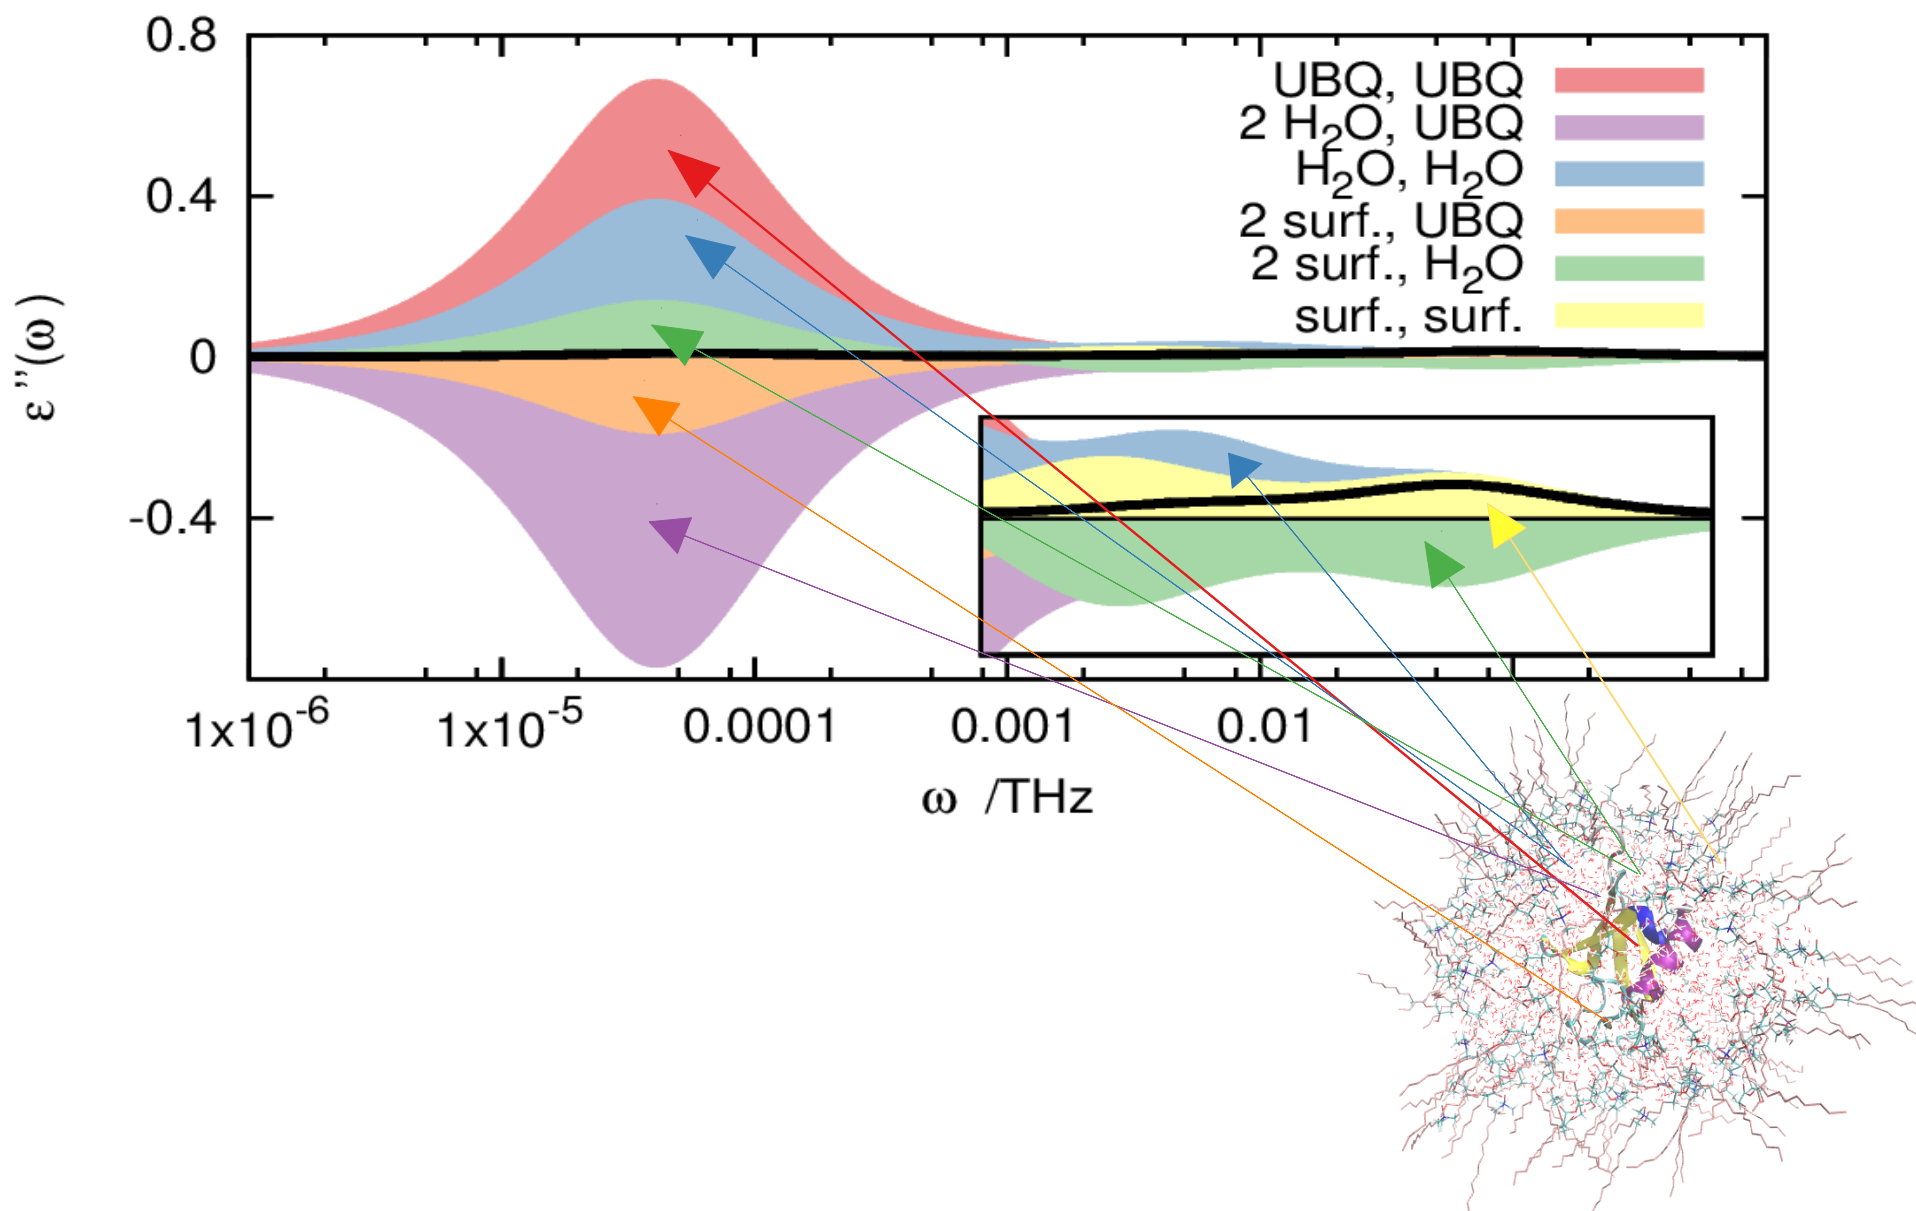 0.8
0.4
0
-0.4
ε ’’(ω)
UBQ, UBQ
2 H₂O, UBQ
H₂O, H₂O
2 surf., UBQ
2 surf., H₂O
surf., surf.
1x10⁻⁶ 1x10⁻⁵ 0.0001 0.001 0.01
ω /THz